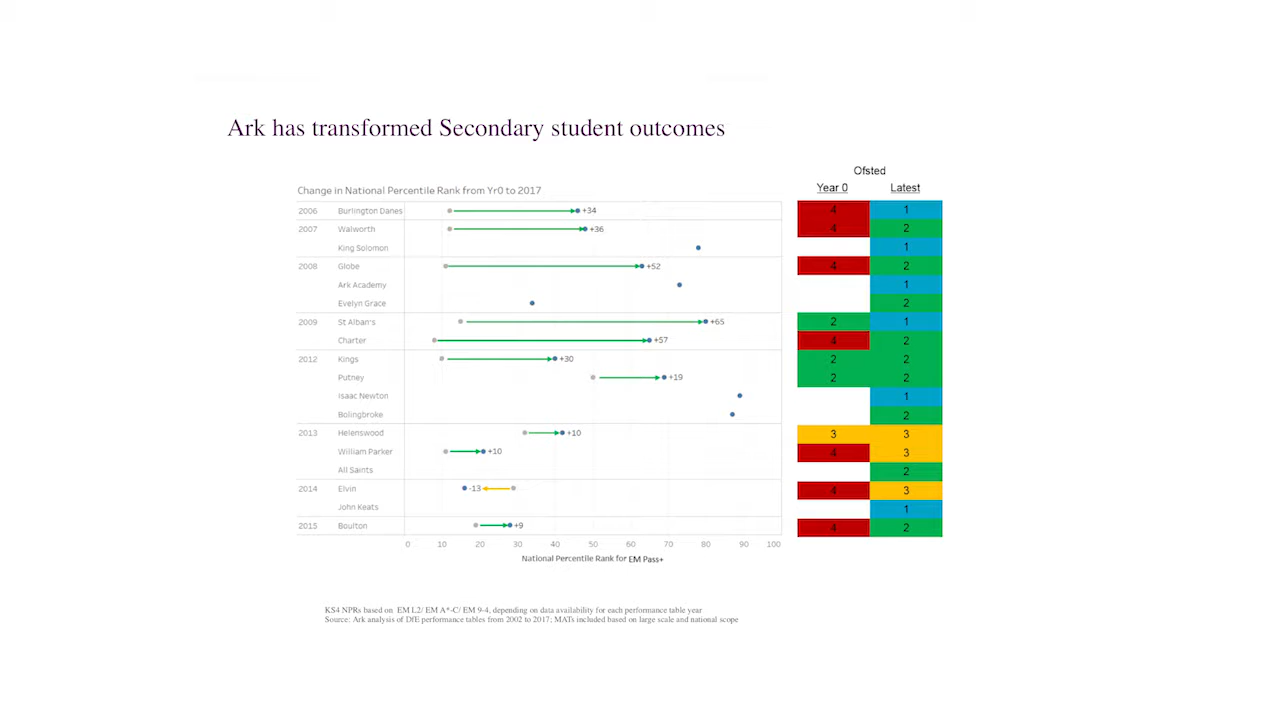 Ark has transformed Secondary student outcomes
Ofsted
Change in National Percentile Rank from Yr0 to 2017
Year 0 Latest
2006 Burlington Danes +34 4 1
2007 Walworth +36 4 2
King Solomon 1
2008 Globe +52 4 2
Ark Academy 1
Evelyn Grace 2
2009 St Alban's +65 2 1
Charter +57 4 2
2012 Kings +30 2 2
Putney +19 2 2
Isaac Newton 1
Bolingbroke 2
2013 Helenswood +10 3 3
William Parker +10 4 3
All Saints 2
2014 Elvin -13 4 3
John Keats 1
2015 Boulton +9 4 2
0 10 20 30 40 50 60 70 80 90 100
National Percentile Rank for EM Pass+
KS4 NPRs based on EM L2/ EM A*-C/ EM 9-4, depending on data availability for each performance table year
Source: Ark analysis of DfE performance tables from 2002 to 2017; MATs included based on large scale and national scope